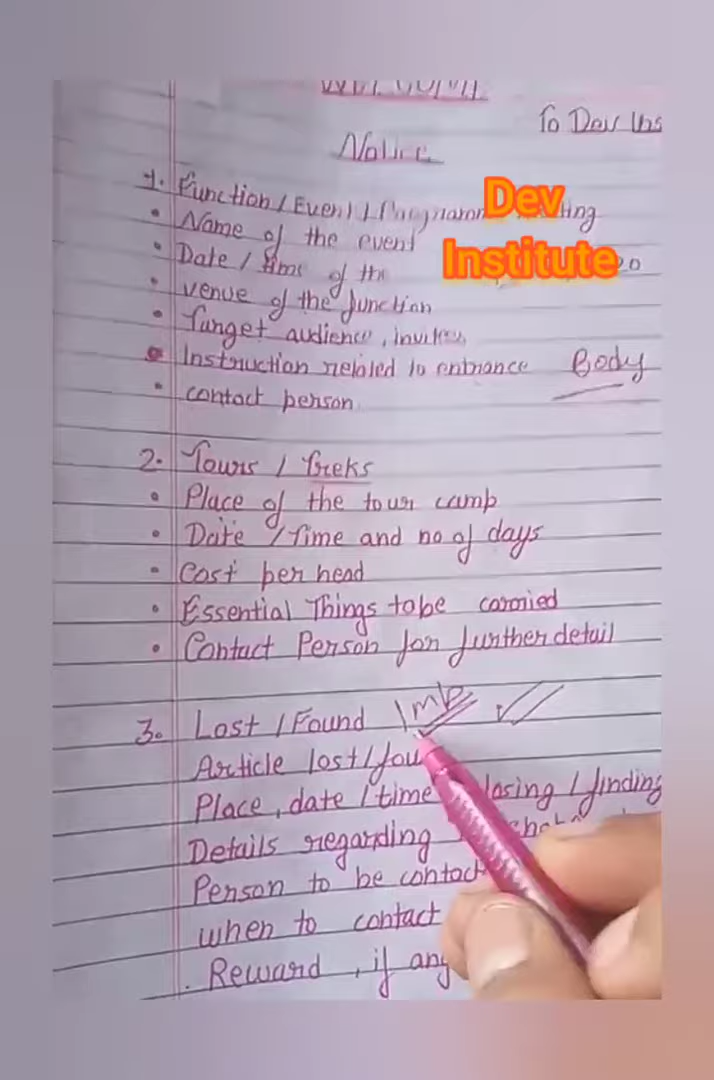 To Dev Ins
Notice
1. Function / Event / Program
Dev
Institute
• Name of the event
• Date / time of the
• Venue of the function
• Target audience, invitees
• Instruction related to entrance Body
• contact person
2. Tours / Treks
• Place of the tour camp
• Date / Time and no of days
• Cost per head
• Essential Things to be carried
• Contact Person for further detail
3. Lost / Found Imp
Article lost / fou
Place, date / time losing / finding
Details regarding
Person to be contact
when to contact
. Reward, if any